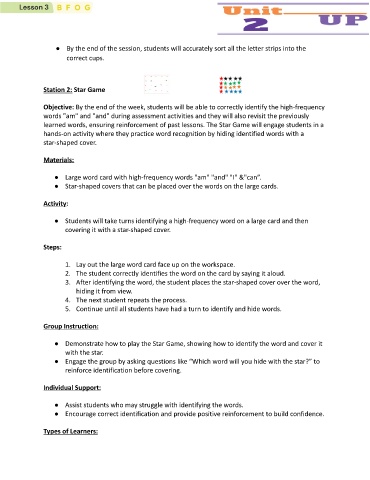 Lesson 3 B F O G
Unit 2 UP
● By the end of the session, students will accurately sort all the letter strips into the
correct cups.
Station 2: Star Game
Objective: By the end of the week, students will be able to correctly identify the high-frequency
words "am" and "and" during assessment activities and they will also revisit the previously
learned words, ensuring reinforcement of past lessons. The Star Game will engage students in a
hands-on activity where they practice word recognition by hiding identified words with a
star-shaped cover.
Materials:
● Large word card with high-frequency words "am" "and" "I" &"can".
● Star-shaped covers that can be placed over the words on the large cards.
Activity:
● Students will take turns identifying a high-frequency word on a large card and then
covering it with a star-shaped cover.
Steps:
1. Lay out the large word card face up on the workspace.
2. The student correctly identifies the word on the card by saying it aloud.
3. After identifying the word, the student places the star-shaped cover over the word,
hiding it from view.
4. The next student repeats the process.
5. Continue until all students have had a turn to identify and hide words.
Group Instruction:
● Demonstrate how to play the Star Game, showing how to identify the word and cover it
with the star.
● Engage the group by asking questions like "Which word will you hide with the star?" to
reinforce identification before covering.
Individual Support:
● Assist students who may struggle with identifying the words.
● Encourage correct identification and provide positive reinforcement to build confidence.
Types of Learners: